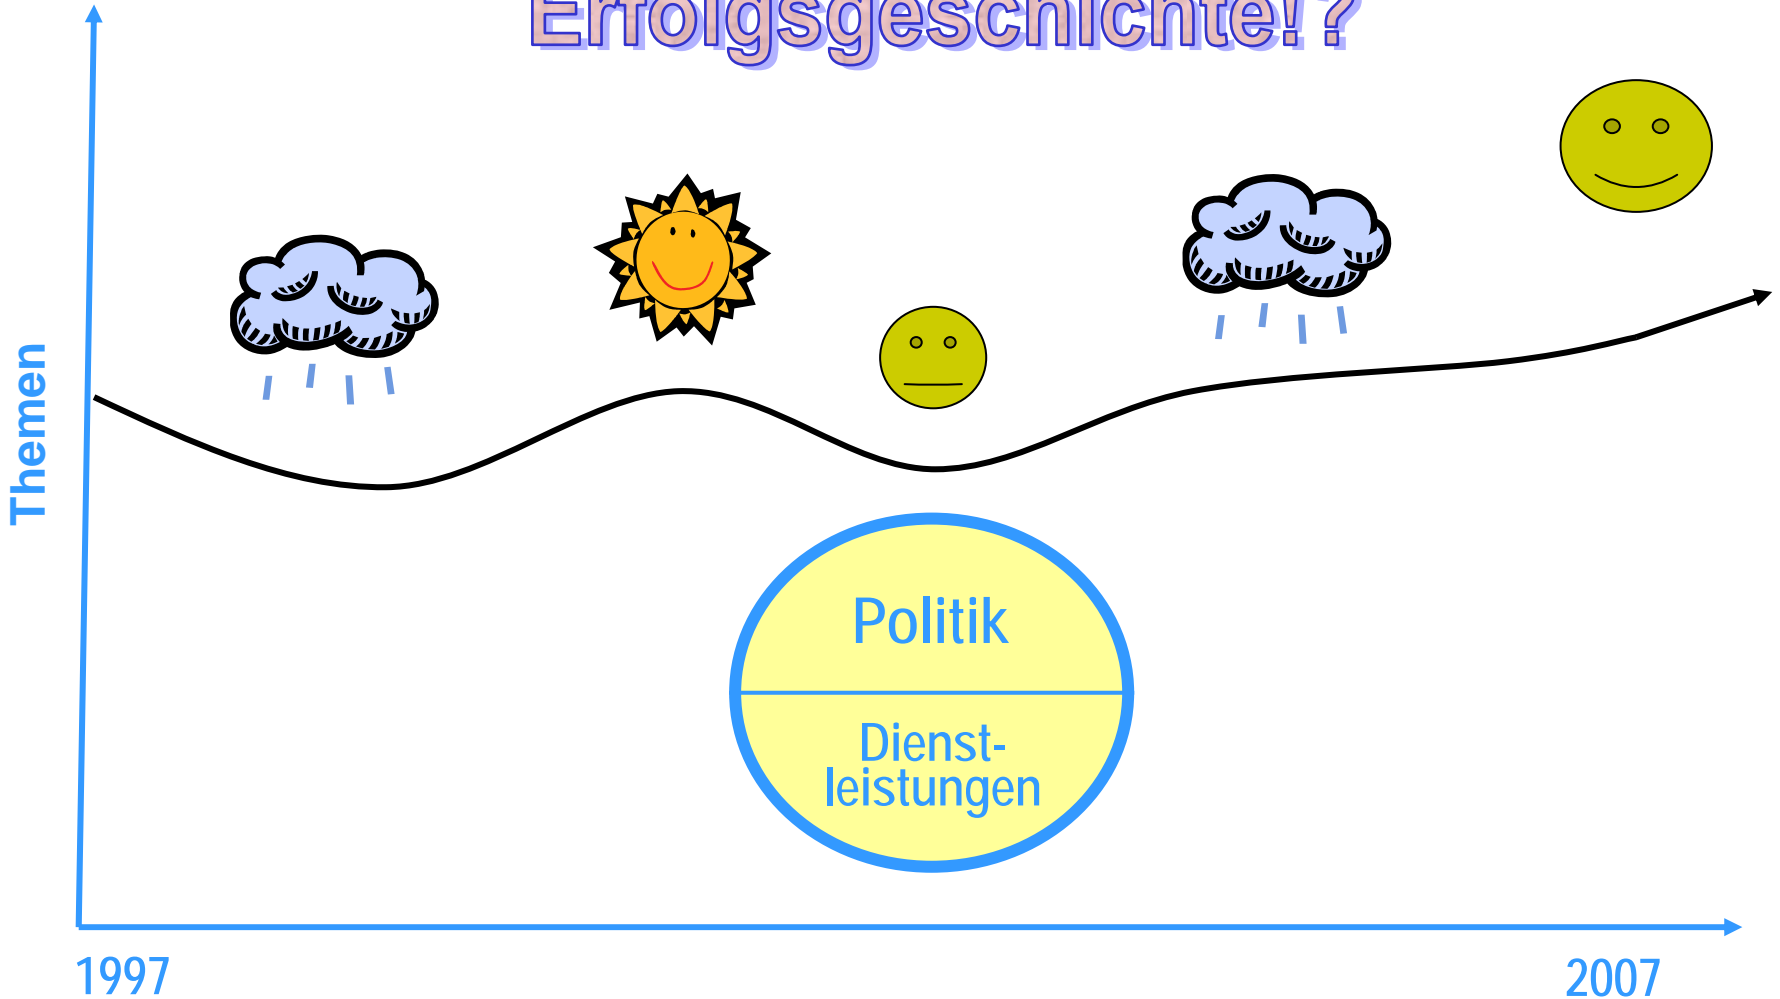 Erfolgsgeschichte!?
Themen
Politik
Dienst-
leistungen
1997
2007